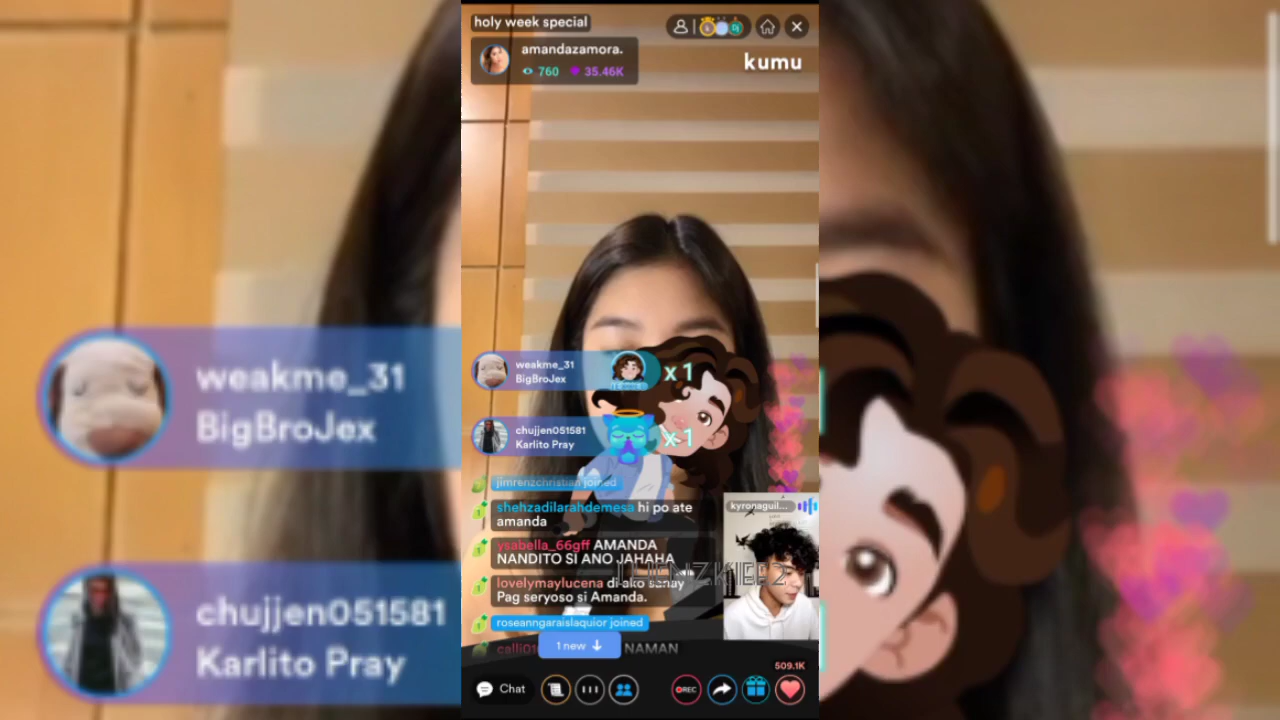 holy week special
amandazamora.
760 35.46K
kumu
weakme_31
BigBroJex
x 1
chujjen051581
Karlito Pray
x 1
jimrenzchristian joined
shehzadilarahdemesa hi po ate
amanda
ysabella_66gff AMANDA
NANDITO SI ANO JAHAHA
lovelymaylucena di ako sanay
Pag seryoso si Amanda.
roseanngaraislaquior joined
NAMAN
1 new
kyronaguil...
509.1K
Chat
REC
weakme_31
BigBroJex
chujjen051581
Karlito Pray